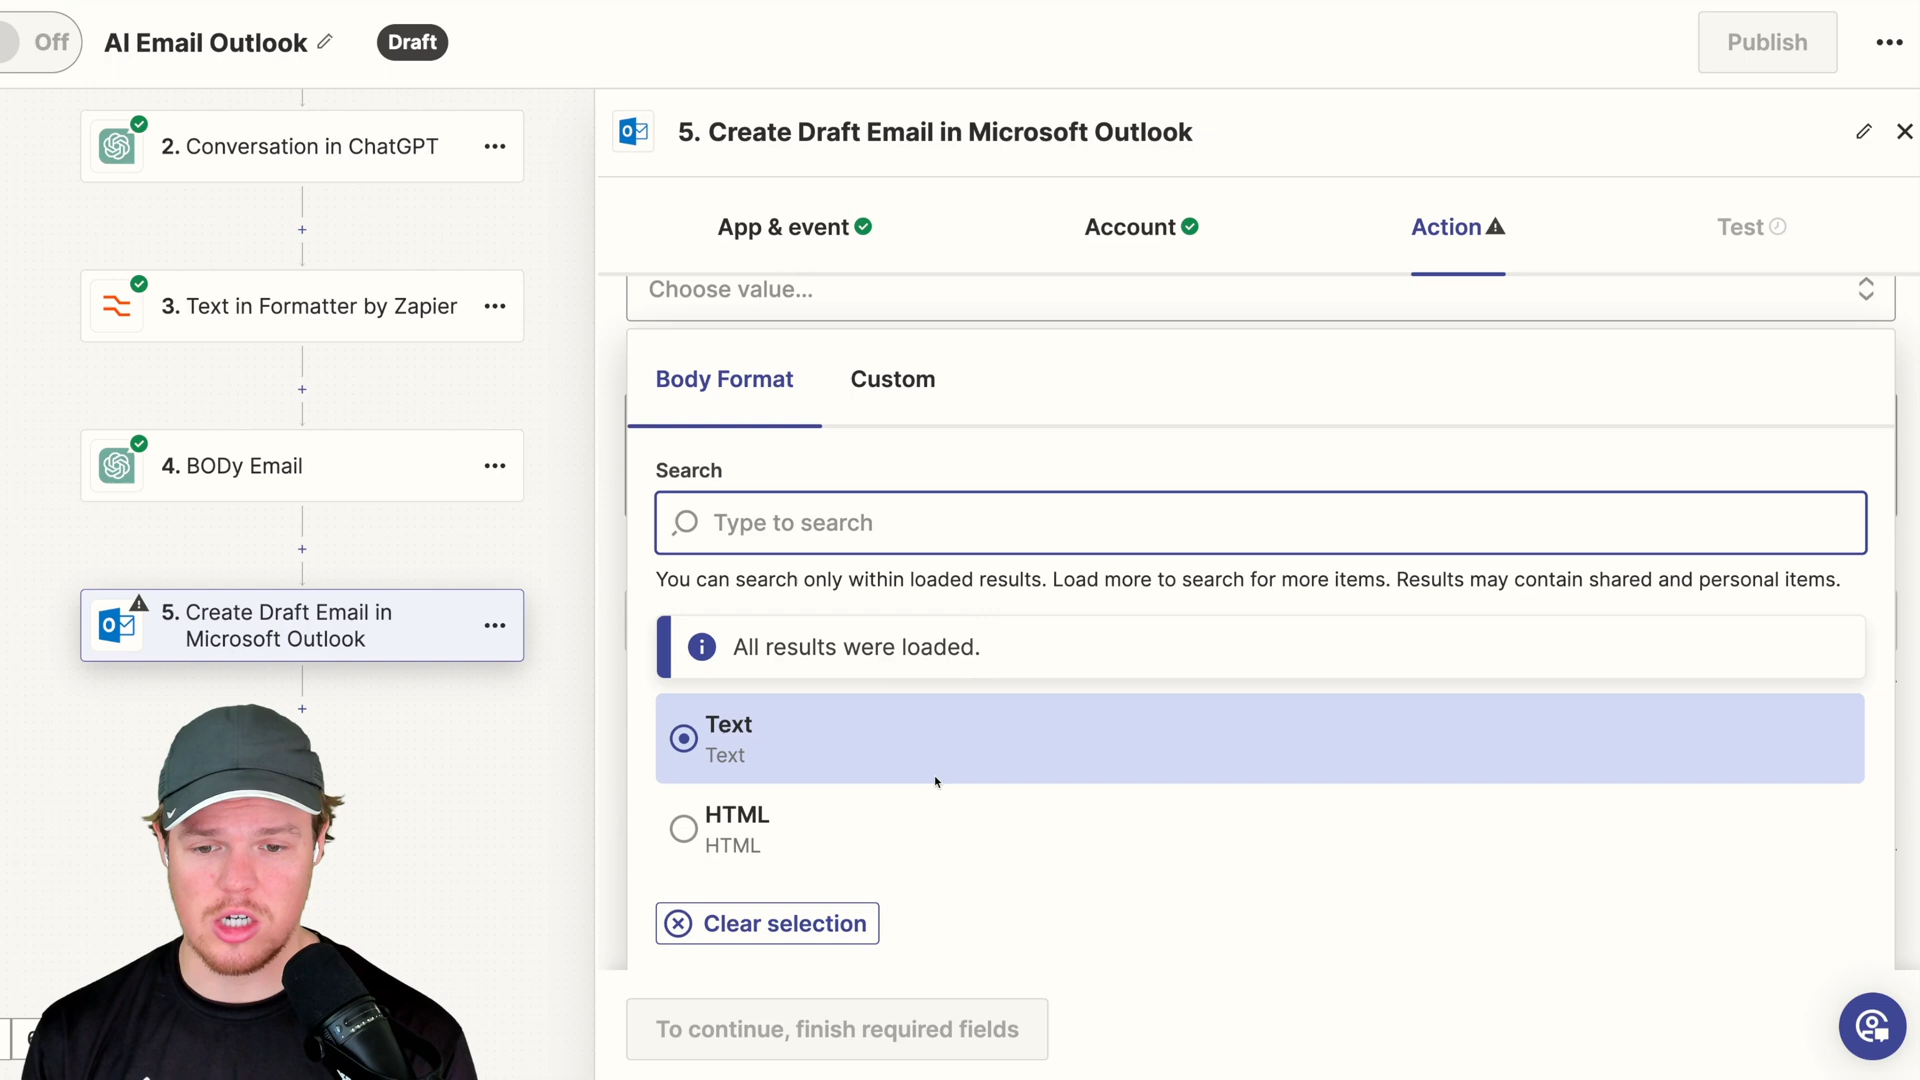 Off
AI Email Outlook
Draft
Publish
2. Conversation in ChatGPT
3. Text in Formatter by Zapier
4. BODy Email
5. Create Draft Email in
Microsoft Outlook
5. Create Draft Email in Microsoft Outlook
App & event
Account
Action
Test
Choose value...
Body Format
Custom
Search
Type to search
You can search only within loaded results. Load more to search for more items. Results may contain shared and personal items.
All results were loaded.
Text
Text
HTML
HTML
Clear selection
To continue, finish required fields